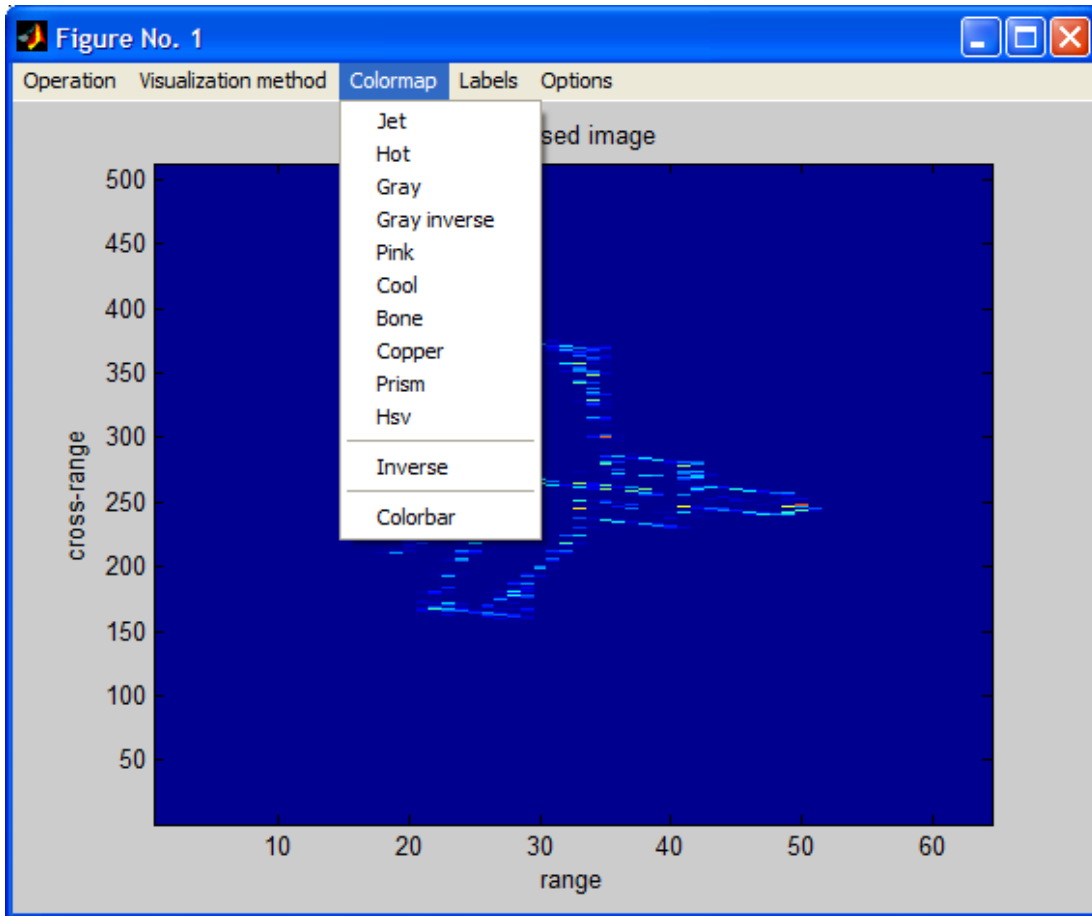 Figure No. 1
Operation Visualization method Colormap Labels Options
Jet
Hot
Gray
Gray inverse
Pink
Cool
Bone
Copper
Prism
Hsv
Inverse
Colorbar
image
500
450
400
350
300
250
200
150
100
50
cross-range
10 20 30 40 50 60
range